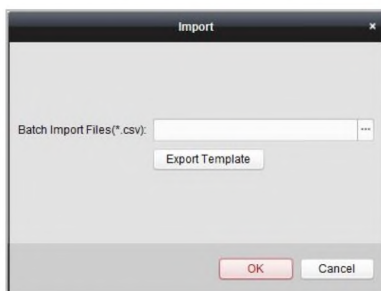 Import ×
Batch Import Files(*.csv): ...
Export Template
OK Cancel